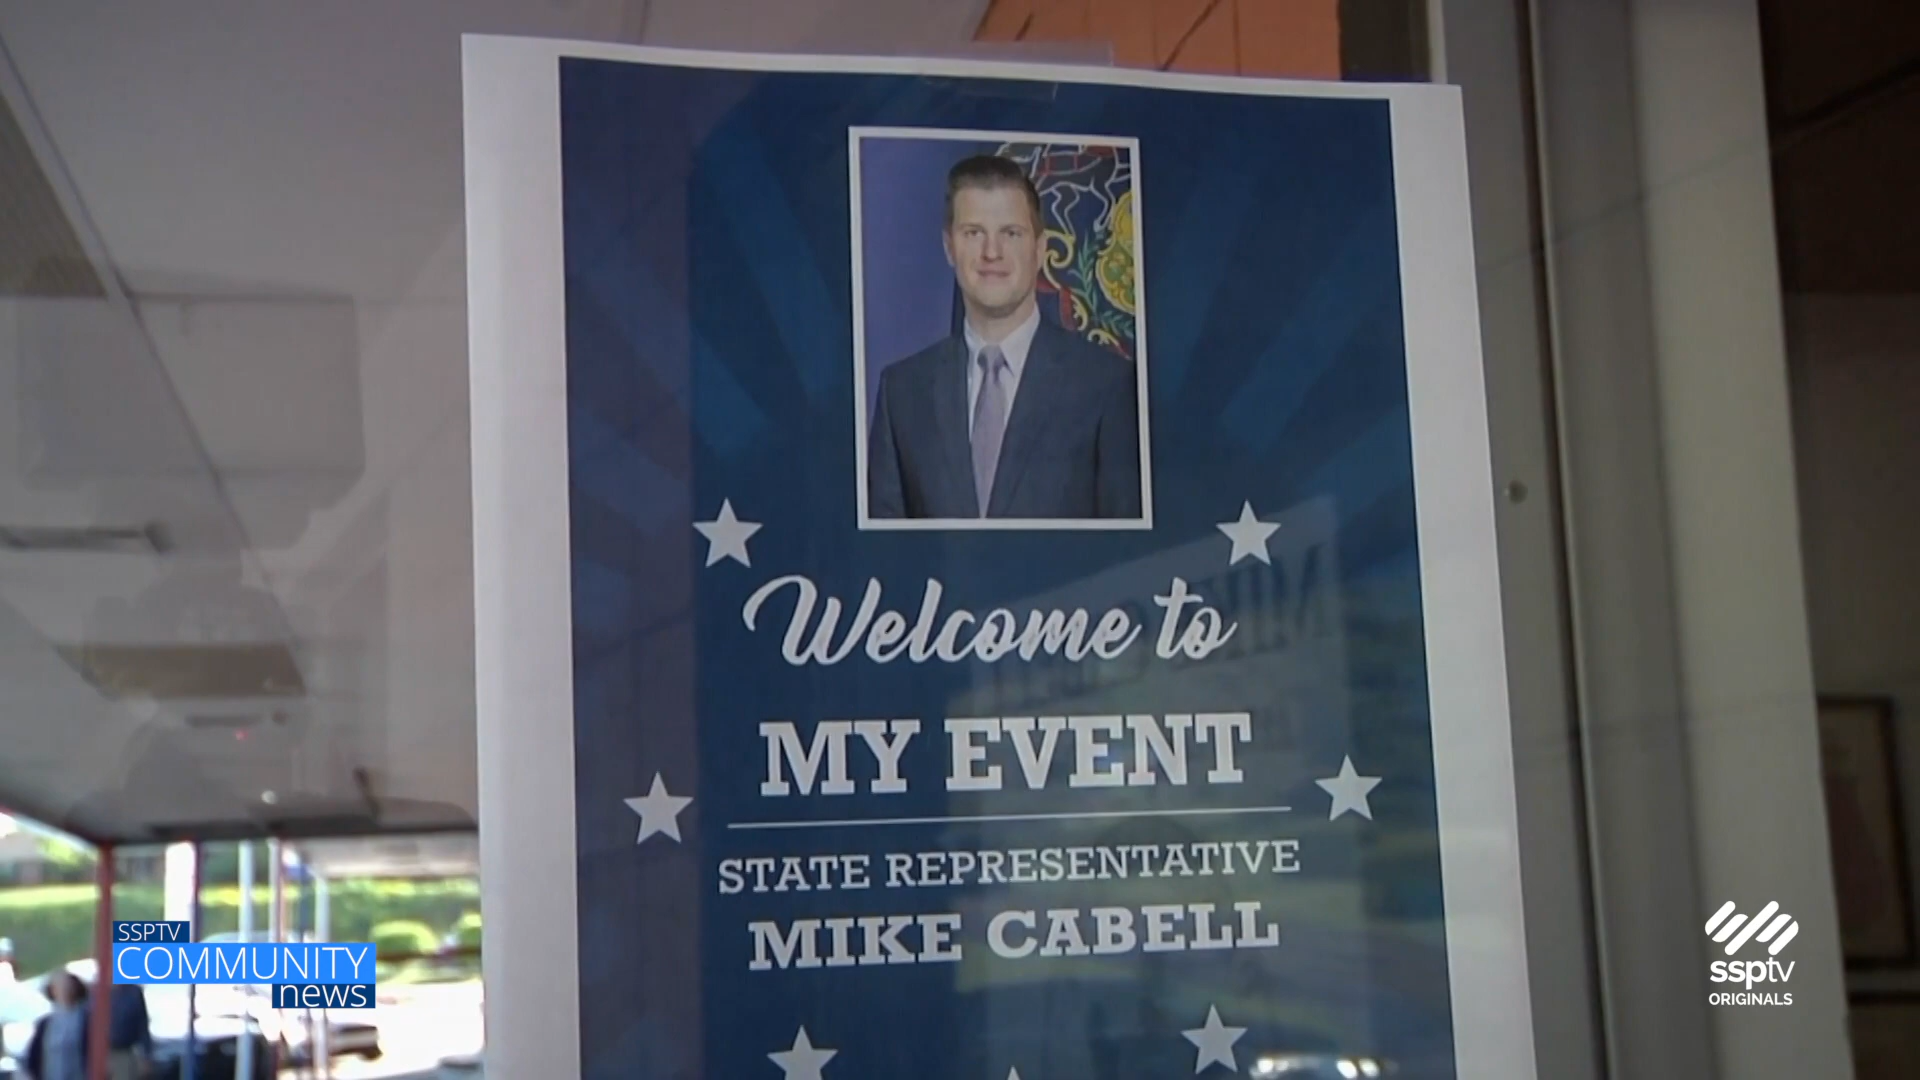 Welcome to
MY EVENT
STATE REPRESENTATIVE
MIKE CABELL
SSPTV
COMMUNITY
news
ssptv
ORIGINALS